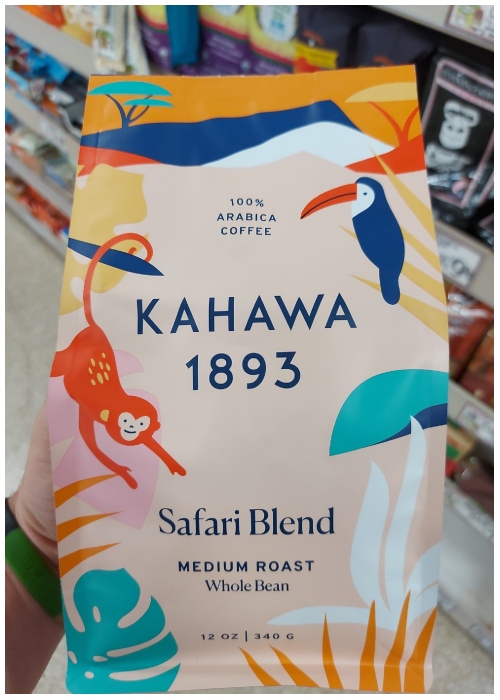 100%
ARABICA
COFFEE
KAHAWA
1893
Safari Blend
MEDIUM ROAST
Whole Bean
12 OZ | 340 G